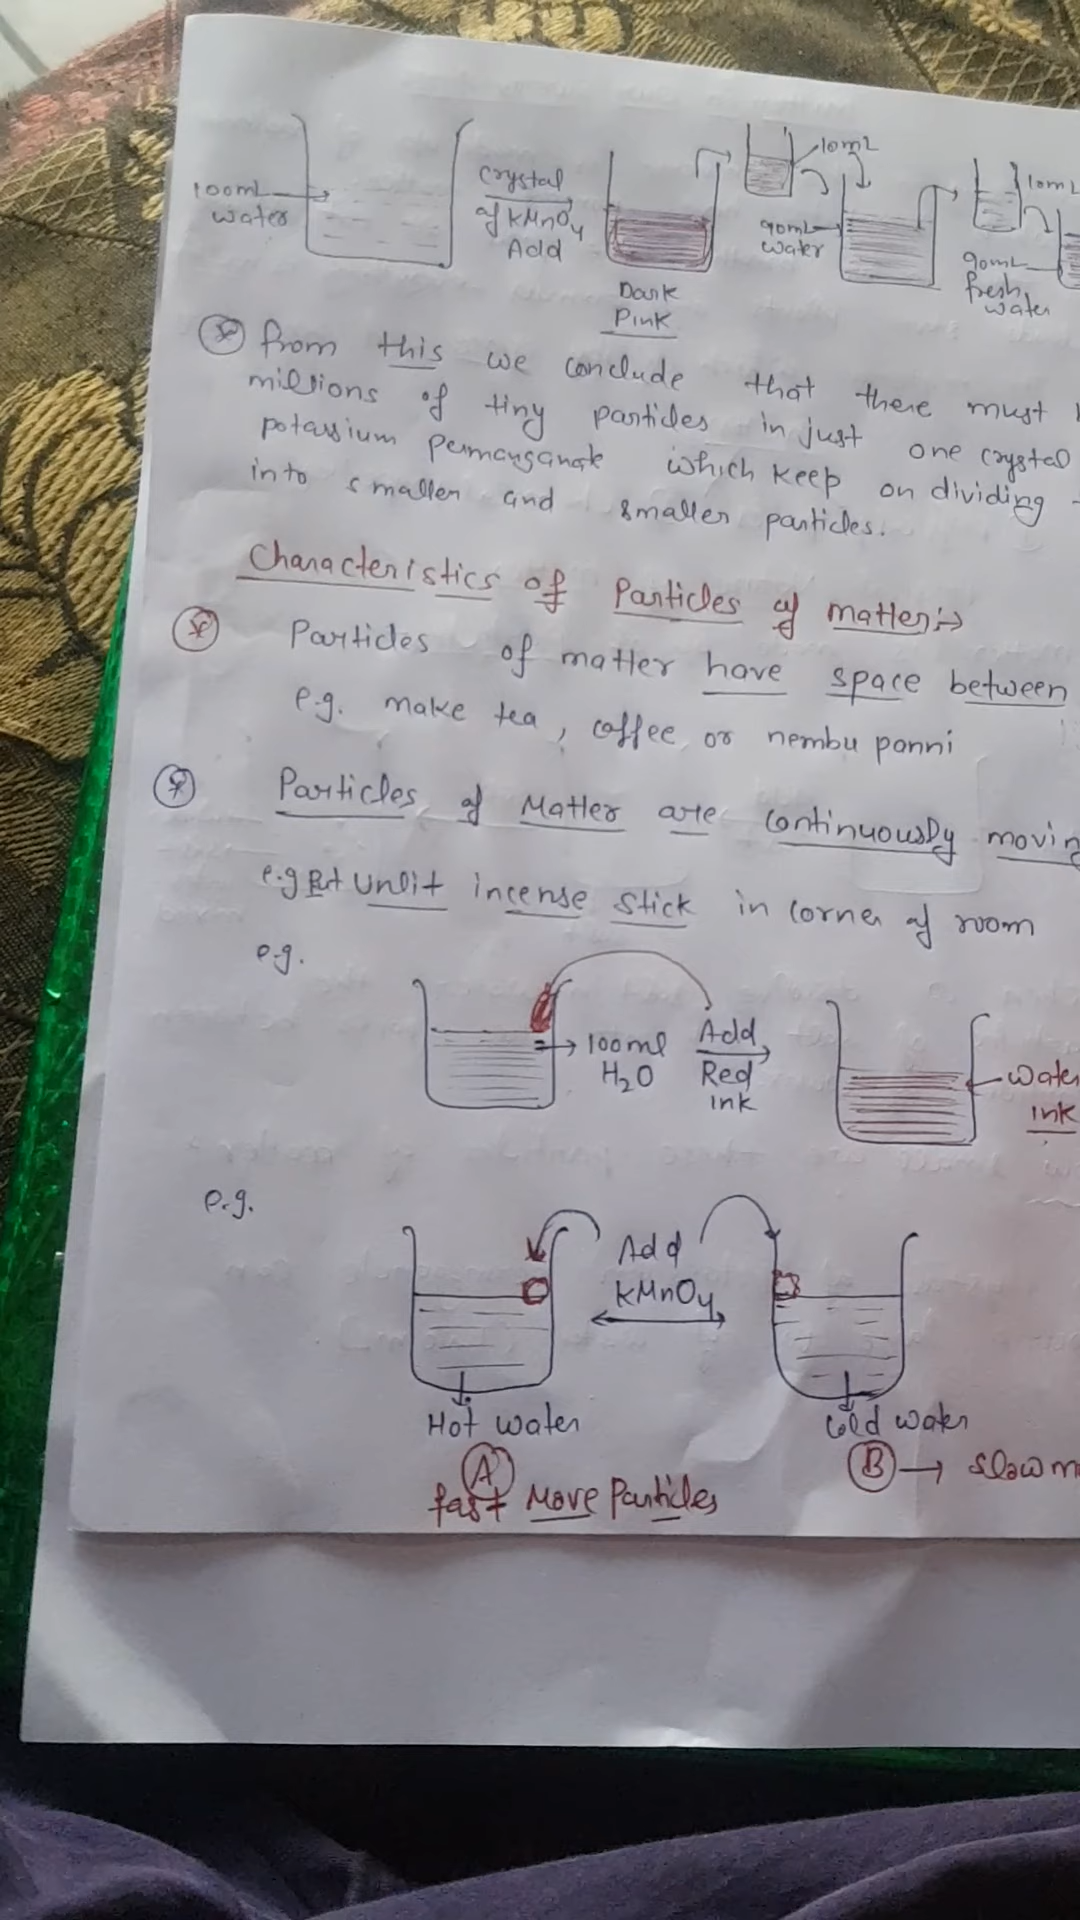 100mL
water
Crystal
of KMnO4
Add
Dark
Pink
10mL
90mL
water
10mL
90mL
fresh
water
from this we conclude that there must
millions of tiny particles in just one crystal
potassium permanganate which keep on dividing
into smaller and smaller particles.
Characteristics of Particles of matter:→
Particles of matter have space between
e.g. make tea, coffee or nembu panni
Particles of Matter are continuously moving
e.g Put Unlit incense stick in corner of room
e.g.
100ml
H2O
Add
Red
ink
water
ink
e.g.
Add
KMnO4
Hot water
Cold water
A
fast Move Particles
B → slow m